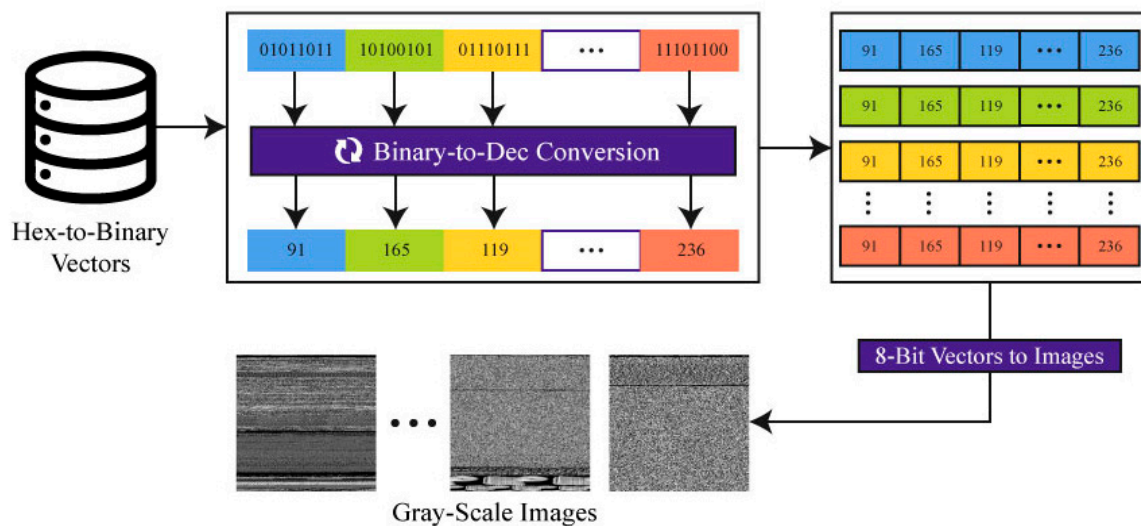 01011011 10100101 01110111 ••• 11101100
Binary-to-Dec Conversion
91 165 119 ••• 236
Hex-to-Binary
Vectors
91 165 119 ••• 236
91 165 119 ••• 236
91 165 119 ••• 236
91 165 119 ••• 236
8-Bit Vectors to Images
Gray-Scale Images